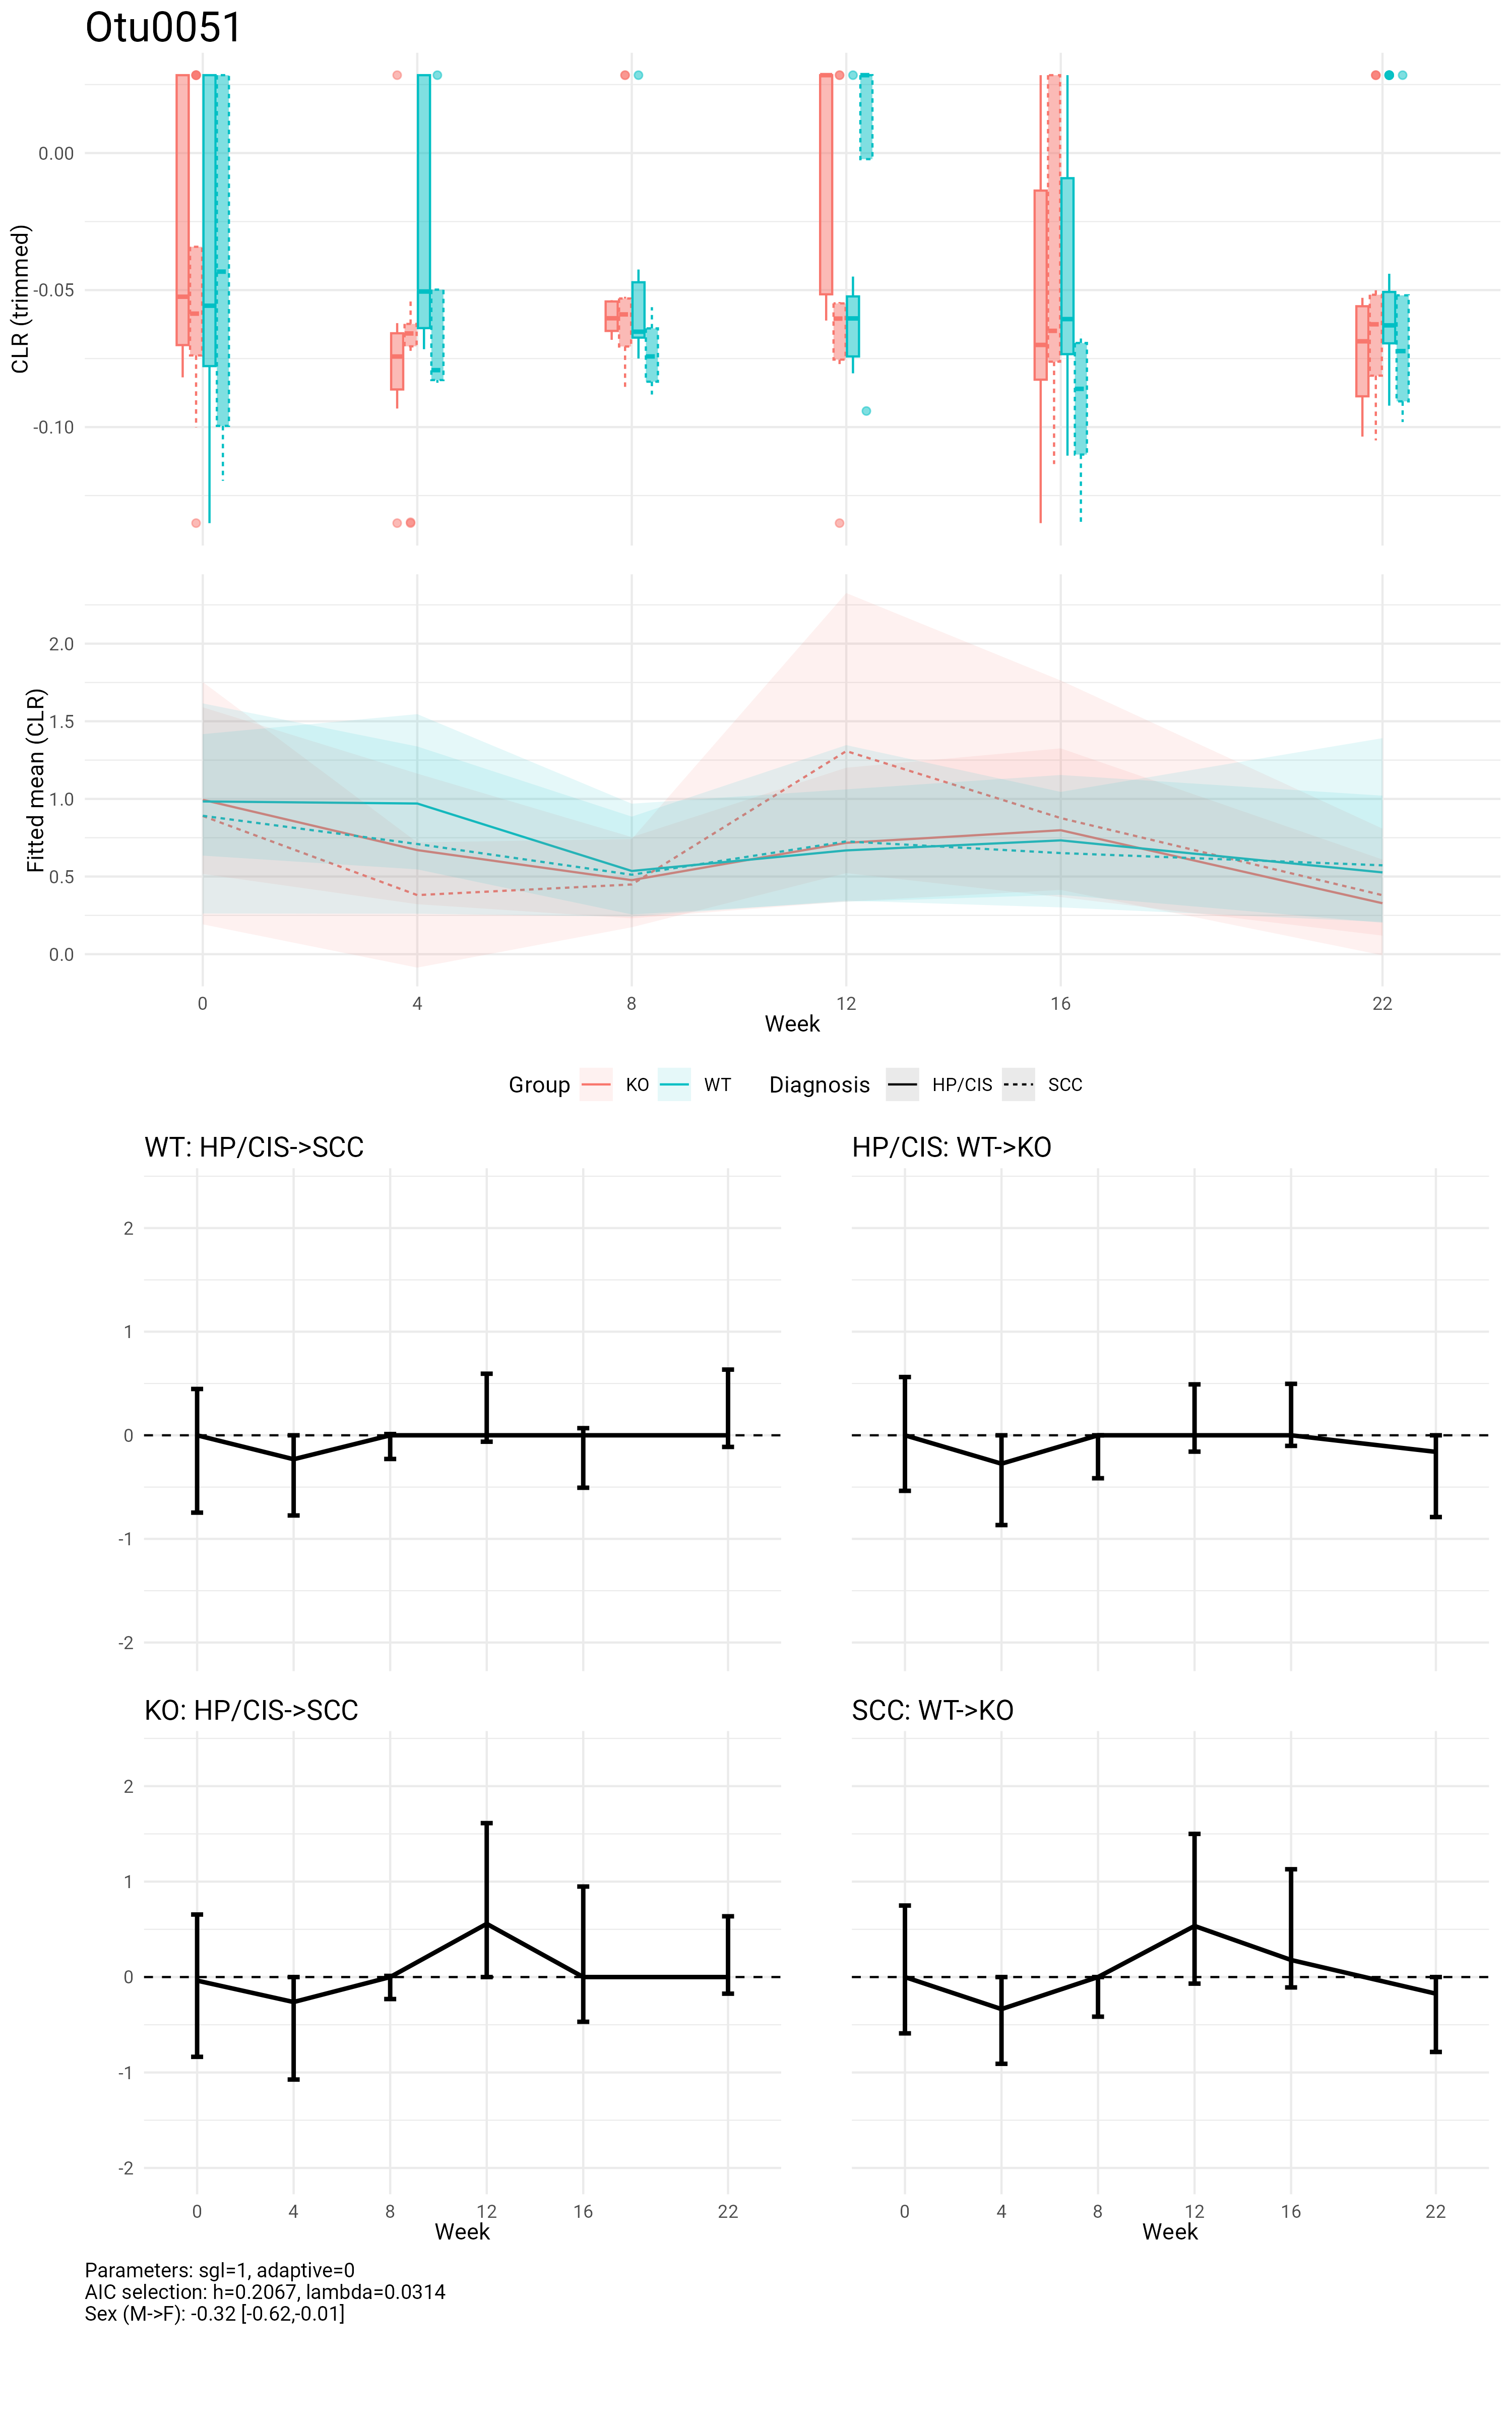 Otu0051
CLR (trimmed)
0.00
-0.05
-0.10
Fitted mean (CLR)
2.0
1.5
1.0
0.5
0.0
0 4 8 12 16 22
Week
Group KO WT Diagnosis HP/CIS SCC
WT: HP/CIS->SCC
HP/CIS: WT->KO
2
1
0
-1
-2
KO: HP/CIS->SCC
SCC: WT->KO
2
1
0
-1
-2
0 4 8 12 16 22
0 4 8 12 16 22
Week
Week
Parameters: sgl=1, adaptive=0
AIC selection: h=0.2067, lambda=0.0314
Sex (M->F): -0.32 [-0.62,-0.01]